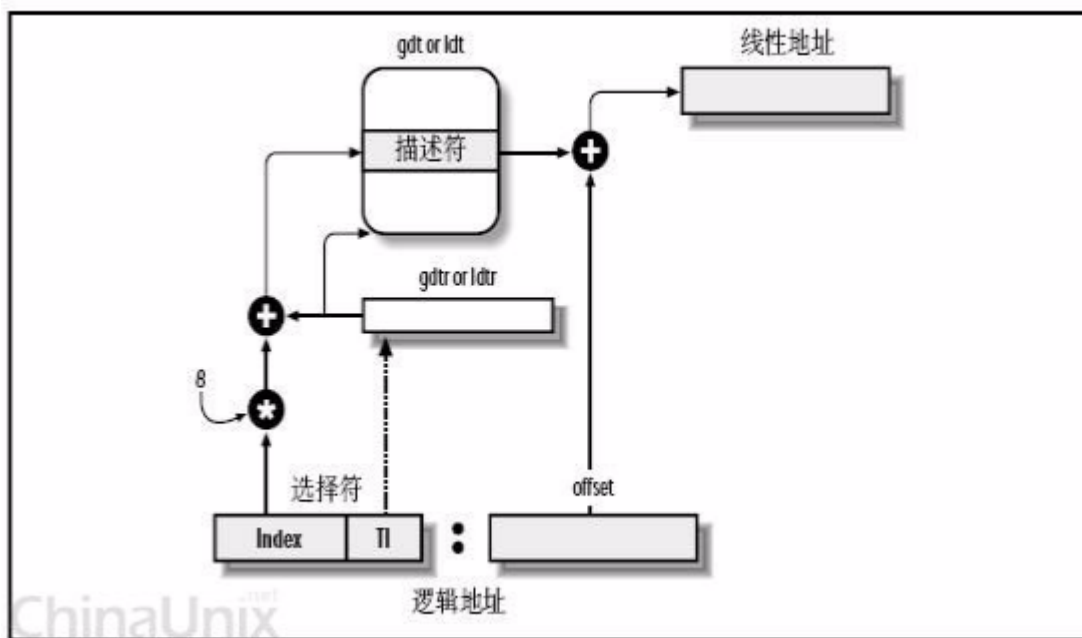 gdt or ldt
线性地址
描述符
gdtr or ldtr
8
选择符
offset
Index
TI
:
逻辑地址
ChinaUnix.net